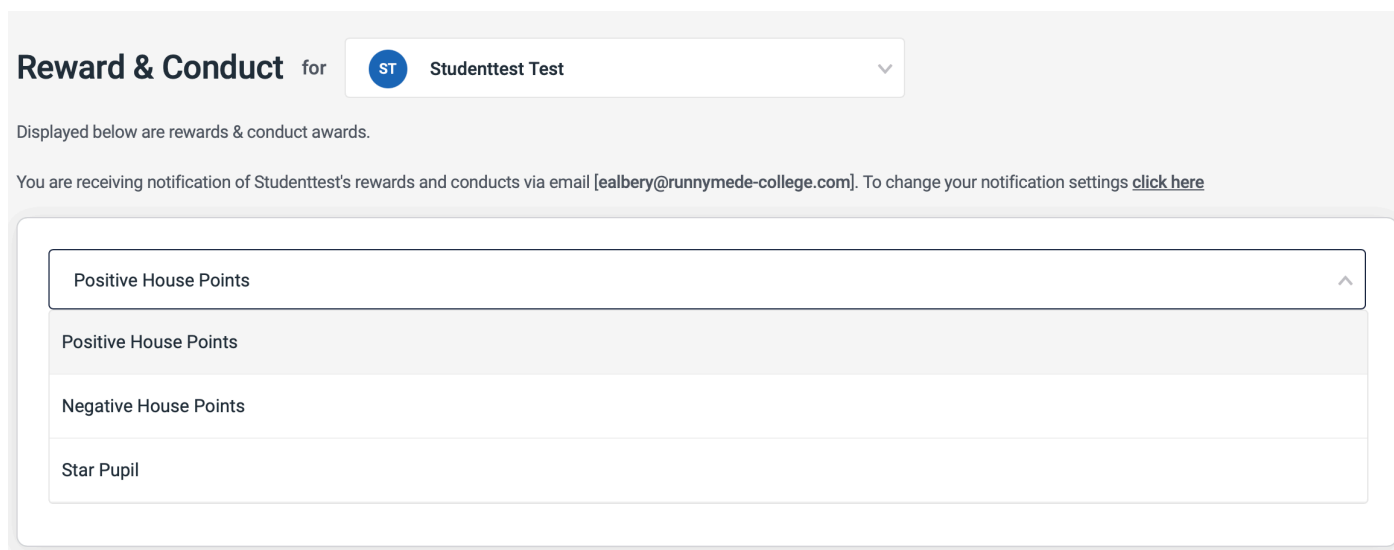 Reward & Conduct for ST Studenttest Test
Displayed below are rewards & conduct awards.
You are receiving notification of Studenttest's rewards and conducts via email [ealbery@runnymede-college.com]. To change your notification settings click here
Positive House Points
Positive House Points
Negative House Points
Star Pupil